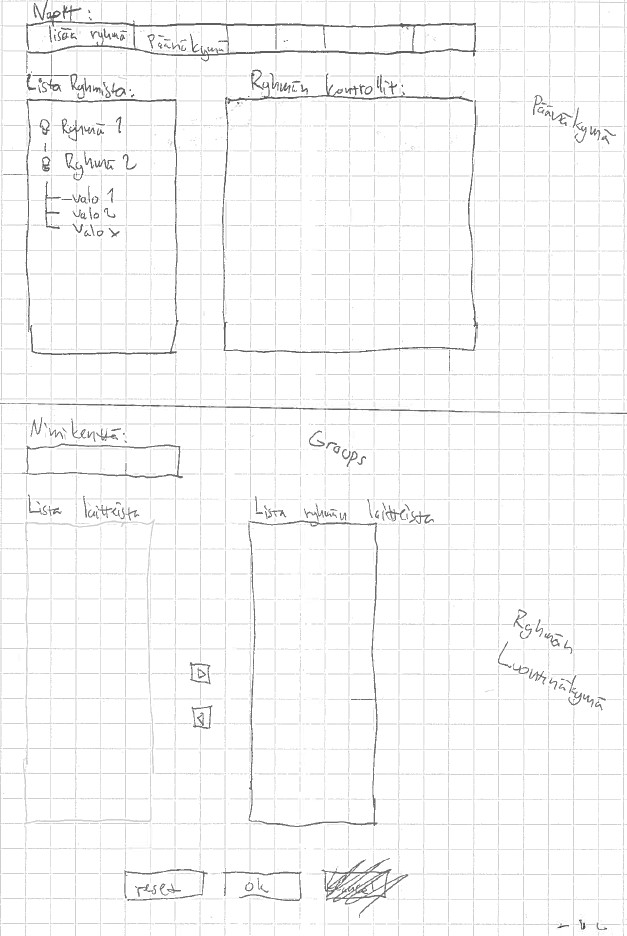 Napit:
lisää ryhmä
Päänäkymä
Lista Ryhmistä:
Ryhmän kontrollit:
Päänäkymä
Ryhmä 1
Ryhmä 2
valo 1
valo 2
valo x
Nimikenttä:
Groups
Lista laitteista
Lista ryhmän laitteista
Ryhmän
Luontinäkymä
reset
ok